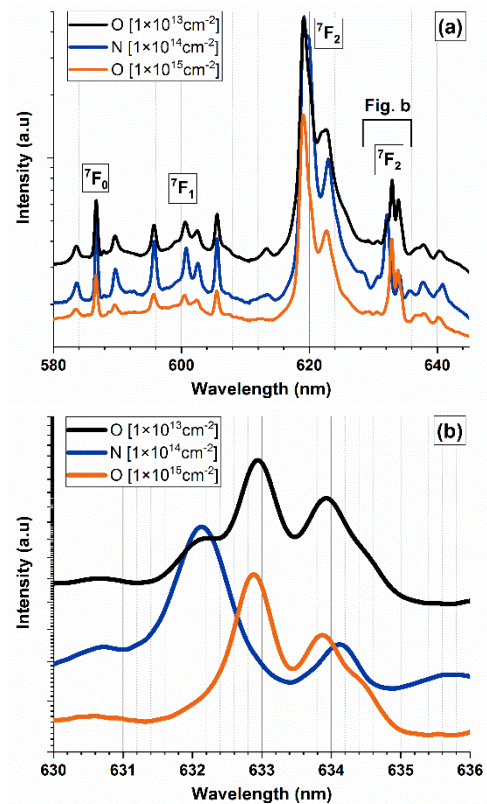 (a)
O [1×10¹³cm⁻²]
N [1×10¹⁴cm⁻²]
O [1×10¹⁵cm⁻²]
⁷F₂
Fig. b
⁷F₂
⁷F₀
⁷F₁
Intensity (a.u)
580 600 620 640
Wavelength (nm)
(b)
O [1×10¹³cm⁻²]
N [1×10¹⁴cm⁻²]
O [1×10¹⁵cm⁻²]
Intensity (a.u)
630 631 632 633 634 635 636
Wavelength (nm)